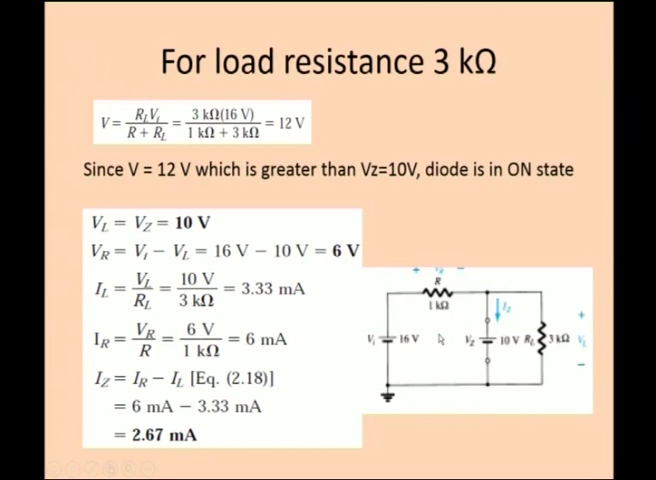 For load resistance 3 kΩ
V = R_L V_i / (R + R_L) = 3 kΩ(16 V) / (1 kΩ + 3 kΩ) = 12 V
Since V = 12 V which is greater than Vz=10V, diode is in ON state
V_L = V_Z = 10 V
V_R = V_i − V_L = 16 V − 10 V = 6 V
I_L = V_L / R_L = 10 V / 3 kΩ = 3.33 mA
I_R = V_R / R = 6 V / 1 kΩ = 6 mA
I_Z = I_R − I_L [Eq. (2.18)]
= 6 mA − 3.33 mA
= 2.67 mA
+ V_R −
R
1 kΩ
I_Z
+
V_i 16 V V_z 10 V R_L 3 kΩ V_L
−